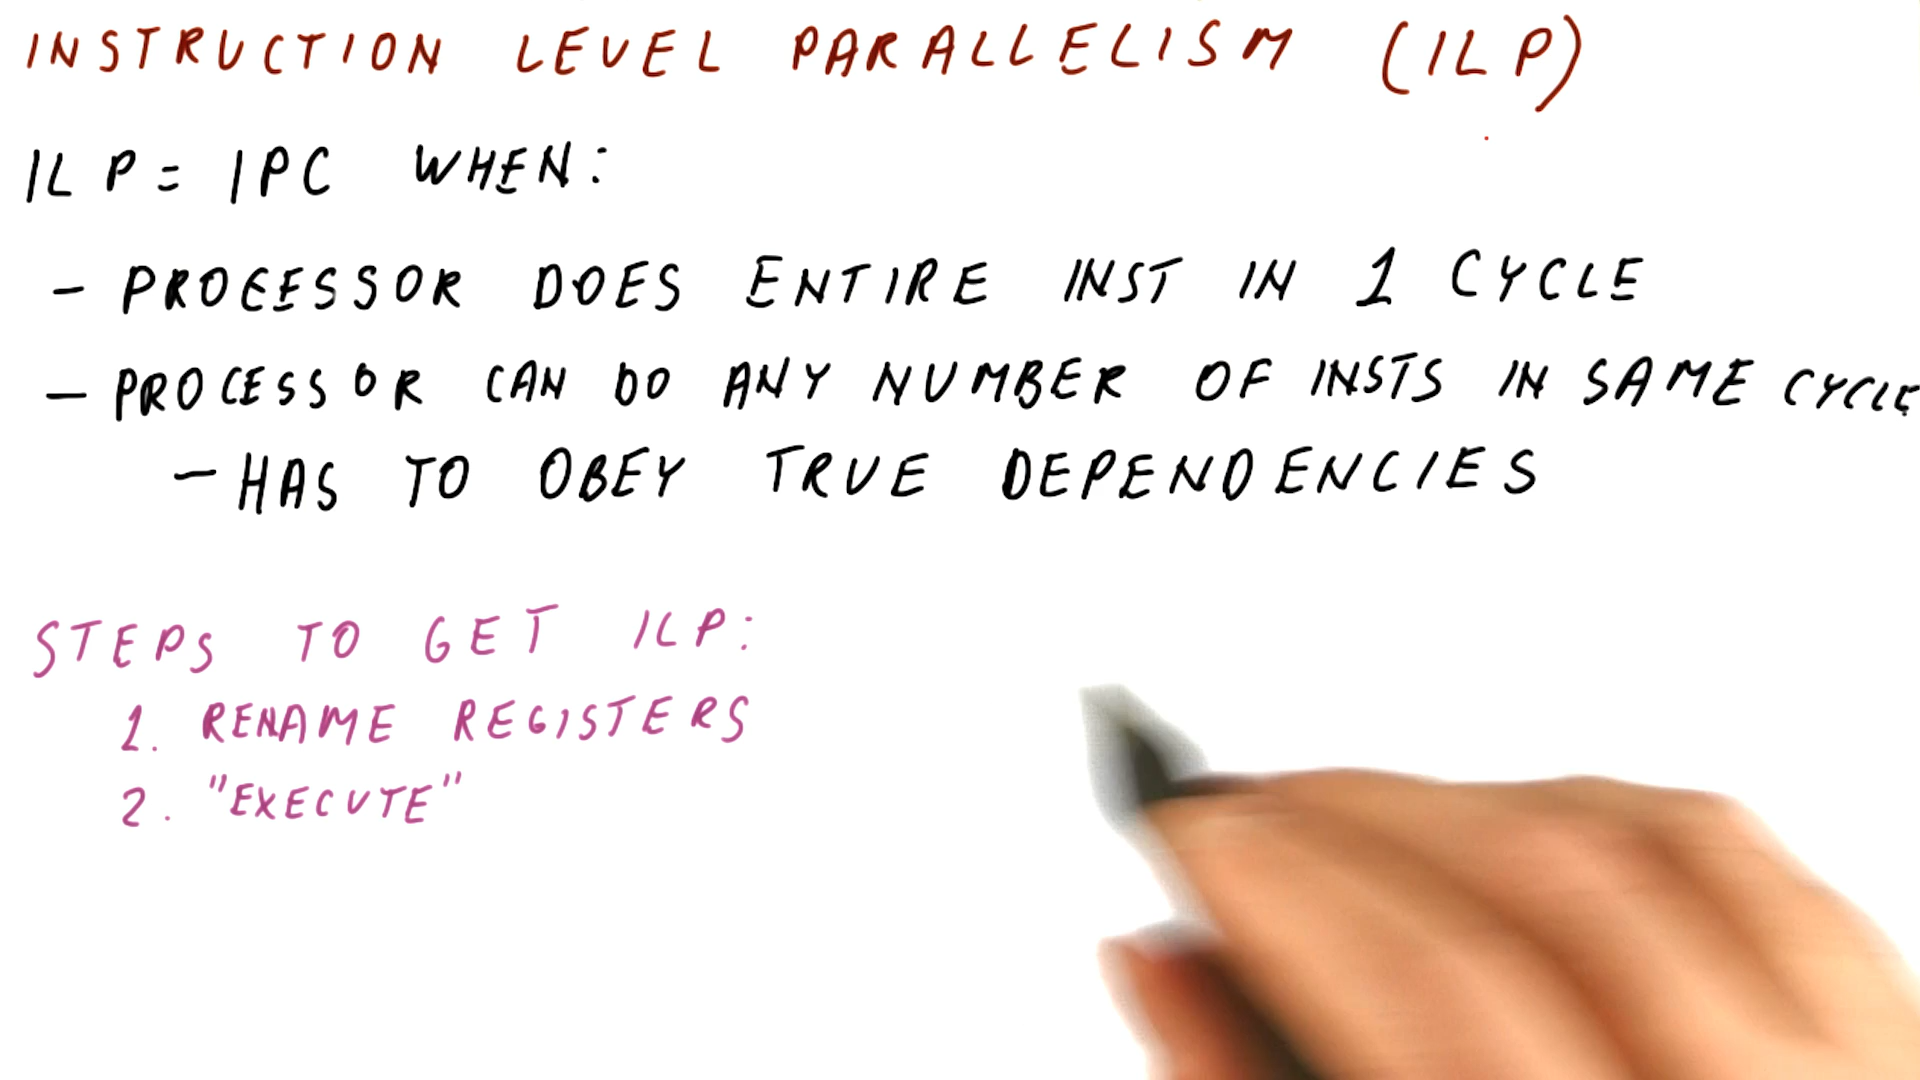 INSTRUCTION LEVEL PARALLELISM (ILP)
ILP = IPC WHEN:
- PROCESSOR DOES ENTIRE INST IN 1 CYCLE
- PROCESSOR CAN DO ANY NUMBER OF INSTS IN SAME CYCLE
- HAS TO OBEY TRUE DEPENDENCIES
STEPS TO GET ILP:
1. RENAME REGISTERS
2. "EXECUTE"